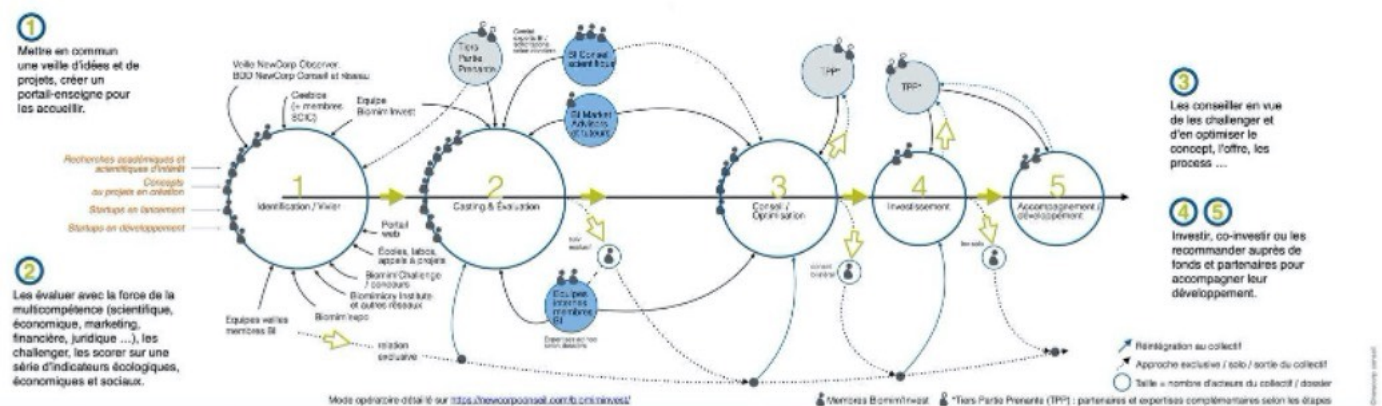 1
Mettre en commun
une veille d'idées et de
projets, créer un
portail-enseigne pour
les accueillir.
2
Les évaluer avec la force de la
multicompétence (scientifique,
économique, marketing,
financière, juridique ...), les
challenger, les scorer sur une
série d'indicateurs écologiques,
économiques et sociaux.
Veille NewCorp Observer,
BDD NewCorp Conseil et réseau
Ceebios
(+ membres
SCIC)
Equipe
Biomim'Invest
Recherches académiques et
scientifiques d'intérêt
Concepts
ou projets en création
Startups en lancement
Startups en développement
1
Identification / Vivier
Portail
web
Écoles, labos,
appels à projets
Biomim'Challenge
/ concours
Biomimicry Institute
et autres réseaux
Biomim'expo
Equipes veilles
membres BI
relation
exclusive
Tiers
Partie
Prenante
BI Conseil
scientifique
BI Market
Advisors
et tuteurs
2
Casting & Évaluation
Equipes
internes
membres
BI
3
Conseil /
Optimisation
TPP*
4
Investissement
TPP*
5
Accompagnement /
développement
3
Les conseiller en vue
de les challenger et
d'en optimiser le
concept, l'offre, les
process ...
4 5
Investir, co-investir ou les
recommander auprès de
fonds et partenaires pour
accompagner leur
développement.
Réintégration au collectif
Approche exclusive / solo / sortie du collectif
Taille = nombre d'acteurs du collectif / dossier
Mode opératoire détaillé sur https://newcorpconseil.com/biomiminvest/
Membres Biomim'Invest
*Tiers Partie Prenante (TPP) : partenaires et expertises complémentaires selon les étapes